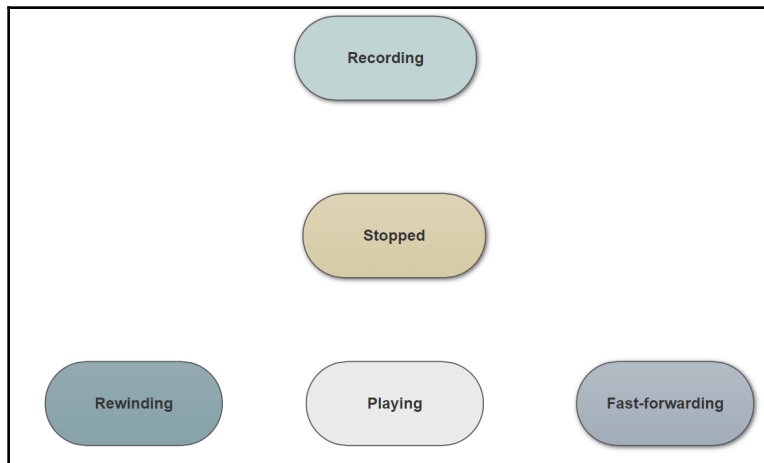 Recording
Stopped
Rewinding
Playing
Fast-forwarding